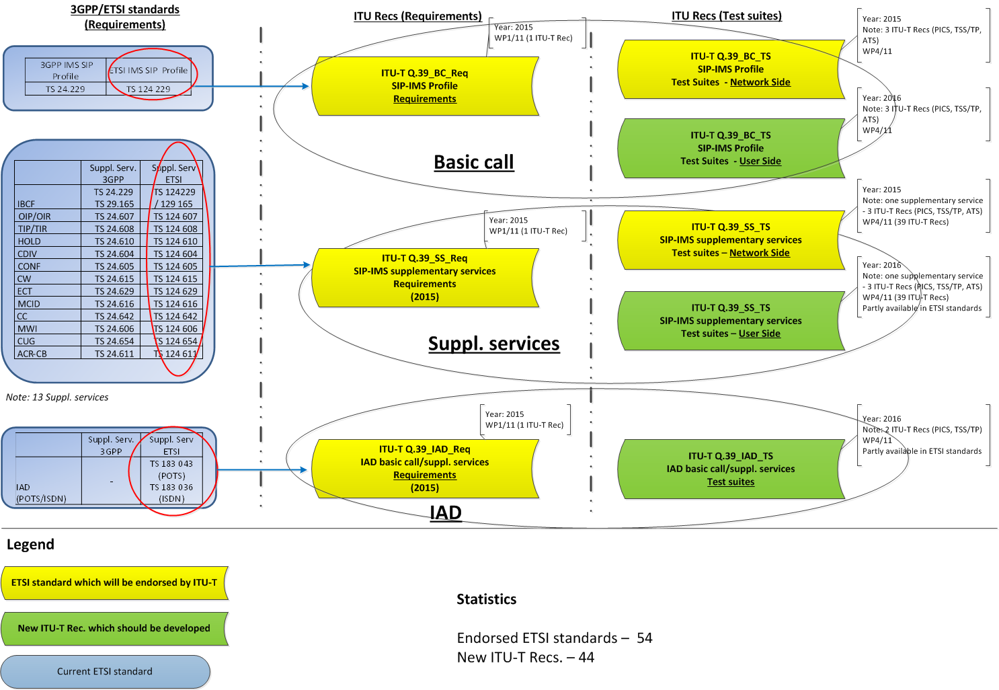 3GPP/ETSI standards
(Requirements)
ITU Recs (Requirements)
ITU Recs (Test suites)
3GPP IMS SIP Profile ETSI IMS SIP Profile
TS 24.229 TS 124 229
Year: 2015
WP1/11 (1 ITU-T Rec)
ITU-T Q.39_BC_Req
SIP-IMS Profile
Requirements
ITU-T Q.39_BC_TS
SIP-IMS Profile
Test Suites - Network Side
Year: 2015
Note: 3 ITU-T Recs (PICS, TSS/TP,
ATS)
WP4/11
ITU-T Q.39_BC_TS
SIP-IMS Profile
Test Suites - User Side
Year: 2016
Note: 3 ITU-T Recs (PICS, TSS/TP,
ATS)
WP4/11
Basic call
Suppl. Serv. 3GPP Suppl. Serv ETSI
IBCF TS 24.229 TS 29.165 TS 124229 / 129 165
OIP/OIR TS 24.607 TS 124 607
TIP/TIR TS 24.608 TS 124 608
HOLD TS 24.610 TS 124 610
CDIV TS 24.604 TS 124 604
CONF TS 24.605 TS 124 605
CW TS 24.615 TS 124 615
ECT TS 24.629 TS 124 629
MCID TS 24.616 TS 124 616
CC TS 24.642 TS 124 642
MWI TS 24.606 TS 124 606
CUG TS 24.654 TS 124 654
ACR-CB TS 24.611 TS 124 611
Note: 13 Suppl. services
Year: 2015
WP1/11 (1 ITU-T Rec)
ITU-T Q.39_SS_Req
SIP-IMS supplementary services
Requirements
(2015)
ITU-T Q.39_SS_TS
SIP-IMS supplementary services
Test suites – Network Side
Year: 2015
Note: one supplementary service
- 3 ITU-T Recs (PICS, TSS/TP, ATS)
WP4/11 (39 ITU-T Recs)
ITU-T Q.39_SS_TS
SIP-IMS supplementary services
Test suites – User Side
Year: 2016
Note: one supplementary service
- 3 ITU-T Recs (PICS, TSS/TP, ATS)
WP4/11 (39 ITU-T Recs)
Partly available in ETSI standards
Suppl. services
Suppl. Serv. 3GPP Suppl. Serv ETSI
IAD (POTS/ISDN) - TS 183 043 (POTS) TS 183 036 (ISDN)
Year: 2015
WP1/11 (1 ITU-T Rec)
ITU-T Q.39_IAD_Req
IAD basic call/suppl. services
Requirements
(2015)
ITU-T Q.39_IAD_TS
IAD basic call/suppl. services
Test suites
Year: 2016
Note: 2 ITU-T Recs (PICS, TSS/TP)
WP4/11
Partly available in ETSI standards
IAD
Legend
ETSI standard which will be endorsed by ITU-T
New ITU-T Rec. which should be developed
Current ETSI standard
Statistics
Endorsed ETSI standards – 54
New ITU-T Recs. – 44